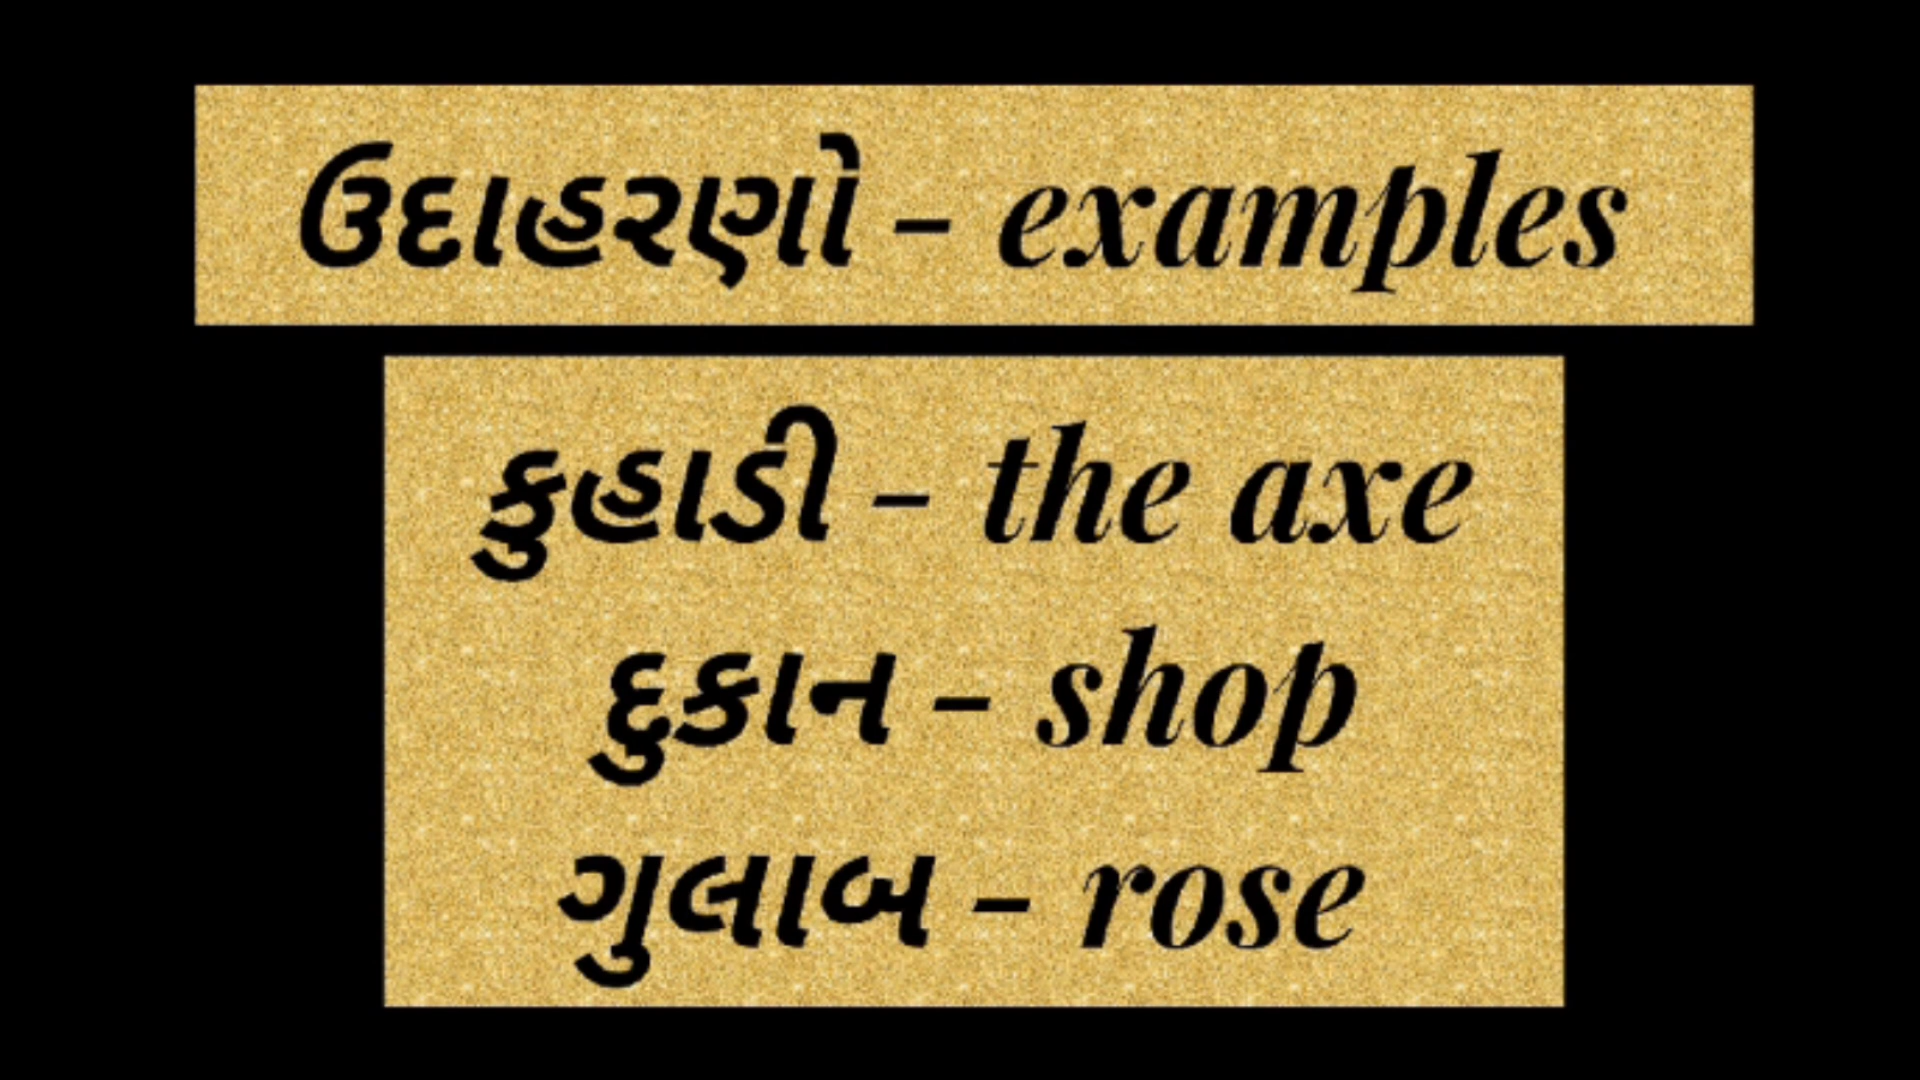 ઉદાહરણો - examples
કુહાડી - the axe
દુકાન - shop
ગુલાબ - rose